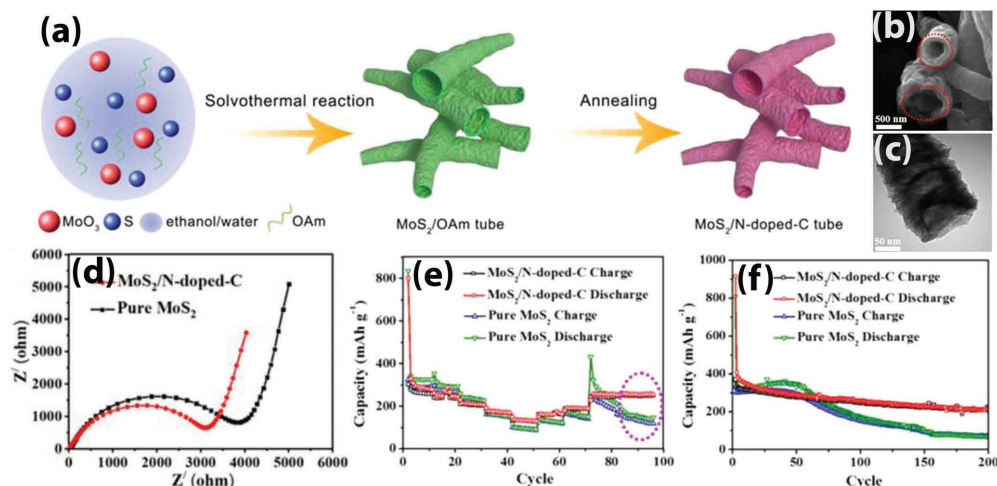 (a)
Solvothermal reaction
Annealing
MoO₃ S ethanol/water OAm
MoS₂/OAm tube
MoS₂/N-doped-C tube
(b)
500 nm
(c)
50 nm
(d)
MoS₂/N-doped-C
Pure MoS₂
6000
5000
4000
3000
2000
1000
0
0 1000 2000 3000 4000 5000 6000
Z′ (ohm)
Z′ (ohm)
(e)
MoS₂/N-doped-C Charge
MoS₂/N-doped-C Discharge
Pure MoS₂ Charge
Pure MoS₂ Discharge
800
600
400
200
0
0 20 40 60 80 100
Capacity (mAh g⁻¹)
Cycle
(f)
MoS₂/N-doped-C Charge
MoS₂/N-doped-C Discharge
Pure MoS₂ Charge
Pure MoS₂ Discharge
1000
800
600
400
200
0
0 50 100 150 200
Capacity (mAh g⁻¹)
Cycle